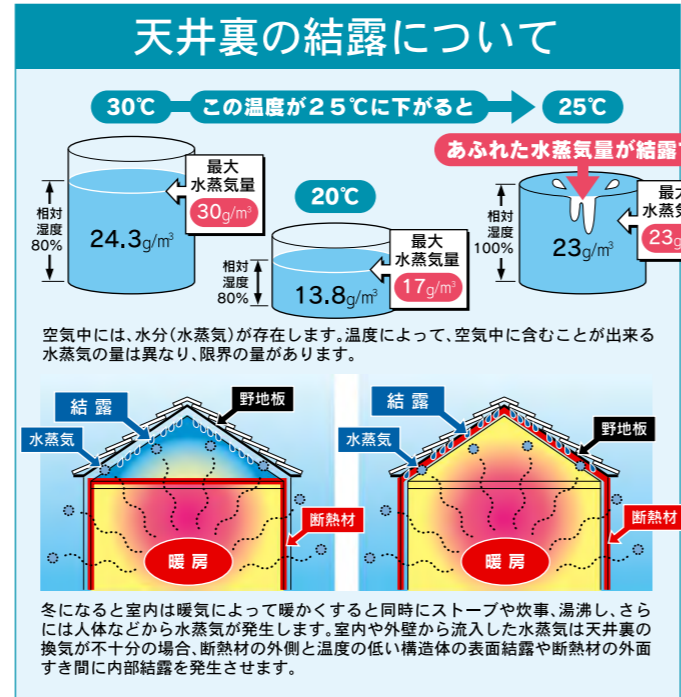 天井裏の結露について
30℃
この温度が25℃に下がると
25℃
あふれた水蒸気量が結露
最大
水蒸気量
30g/㎥
相対
湿度
80%
24.3g/㎥
20℃
最大
水蒸気量
17g/㎥
相対
湿度
80%
13.8g/㎥
相対
湿度
100%
23g/㎥
最大
水蒸気
23g
空気中には、水分(水蒸気)が存在します。温度によって、空気中に含むことが出来る
水蒸気の量は異なり、限界の量があります。
結露
野地板
水蒸気
断熱材
暖房
結露
野地板
水蒸気
断熱材
暖房
冬になると室内は暖気によって暖かくすると同時にストーブや炊事、湯沸し、さら
には人体などから水蒸気が発生します。室内や外壁から流入した水蒸気は天井裏の
換気が不十分の場合、断熱材の外側と温度の低い構造体の表面結露や断熱材の外面
すき間に内部結露を発生させます。